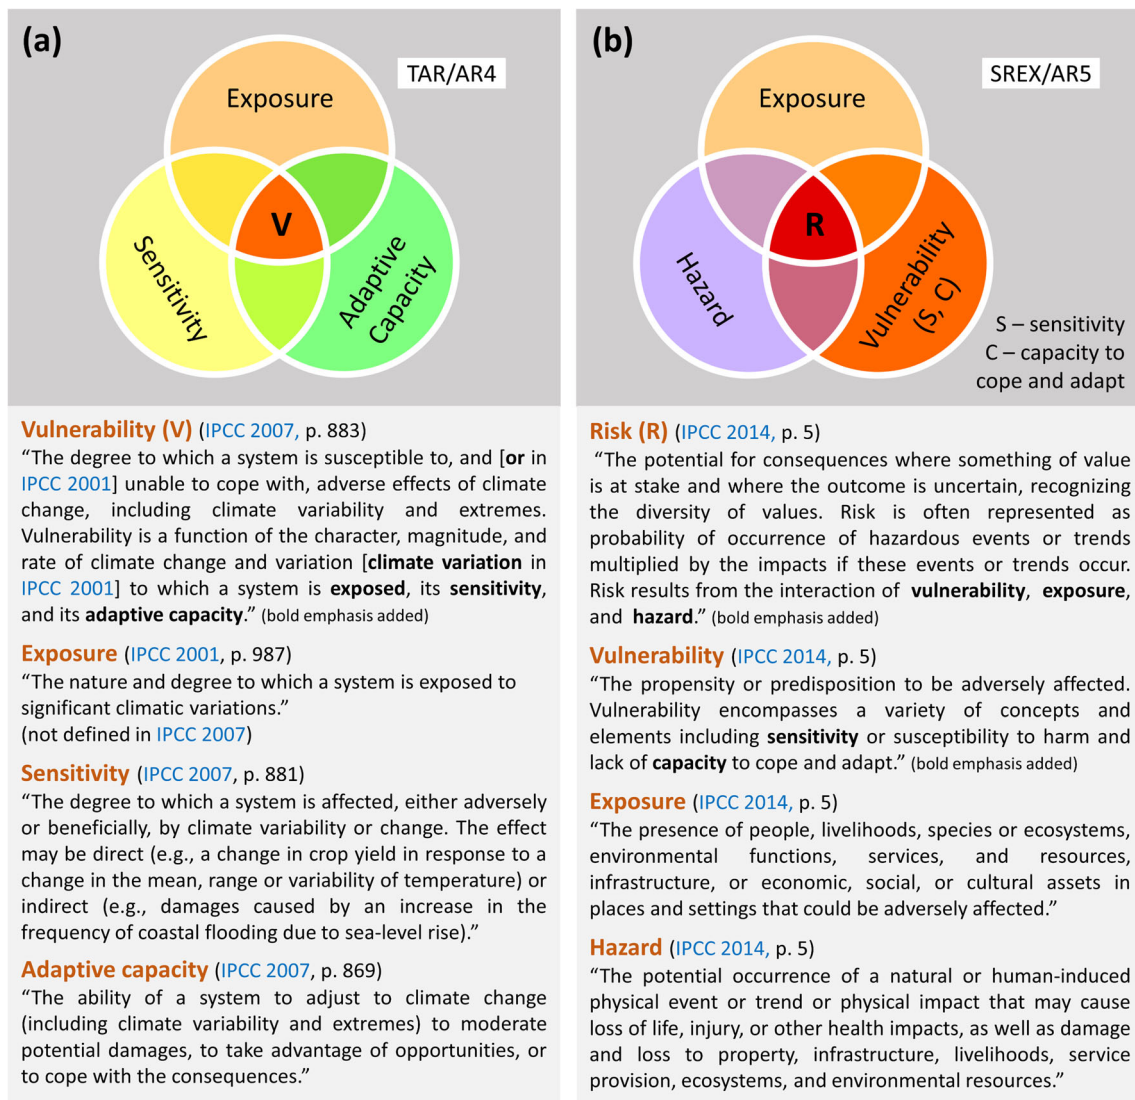 (a)
TAR/AR4
Exposure
V
Sensitivity
Adaptive
Capacity
Vulnerability (V) (IPCC 2007, p. 883)
“The degree to which a system is susceptible to, and [or in
IPCC 2001] unable to cope with, adverse effects of climate
change, including climate variability and extremes.
Vulnerability is a function of the character, magnitude, and
rate of climate change and variation [climate variation in
IPCC 2001] to which a system is exposed, its sensitivity,
and its adaptive capacity.” (bold emphasis added)
Exposure (IPCC 2001, p. 987)
“The nature and degree to which a system is exposed to
significant climatic variations.”
(not defined in IPCC 2007)
Sensitivity (IPCC 2007, p. 881)
“The degree to which a system is affected, either adversely
or beneficially, by climate variability or change. The effect
may be direct (e.g., a change in crop yield in response to a
change in the mean, range or variability of temperature) or
indirect (e.g., damages caused by an increase in the
frequency of coastal flooding due to sea-level rise).”
Adaptive capacity (IPCC 2007, p. 869)
“The ability of a system to adjust to climate change
(including climate variability and extremes) to moderate
potential damages, to take advantage of opportunities, or
to cope with the consequences.”
(b)
SREX/AR5
Exposure
R
Hazard
Vulnerability
(S, C)
S – sensitivity
C – capacity to
cope and adapt
Risk (R) (IPCC 2014, p. 5)
“The potential for consequences where something of value
is at stake and where the outcome is uncertain, recognizing
the diversity of values. Risk is often represented as
probability of occurrence of hazardous events or trends
multiplied by the impacts if these events or trends occur.
Risk results from the interaction of vulnerability, exposure,
and hazard.” (bold emphasis added)
Vulnerability (IPCC 2014, p. 5)
“The propensity or predisposition to be adversely affected.
Vulnerability encompasses a variety of concepts and
elements including sensitivity or susceptibility to harm and
lack of capacity to cope and adapt.” (bold emphasis added)
Exposure (IPCC 2014, p. 5)
“The presence of people, livelihoods, species or ecosystems,
environmental functions, services, and resources,
infrastructure, or economic, social, or cultural assets in
places and settings that could be adversely affected.”
Hazard (IPCC 2014, p. 5)
“The potential occurrence of a natural or human-induced
physical event or trend or physical impact that may cause
loss of life, injury, or other health impacts, as well as damage
and loss to property, infrastructure, livelihoods, service
provision, ecosystems, and environmental resources.”